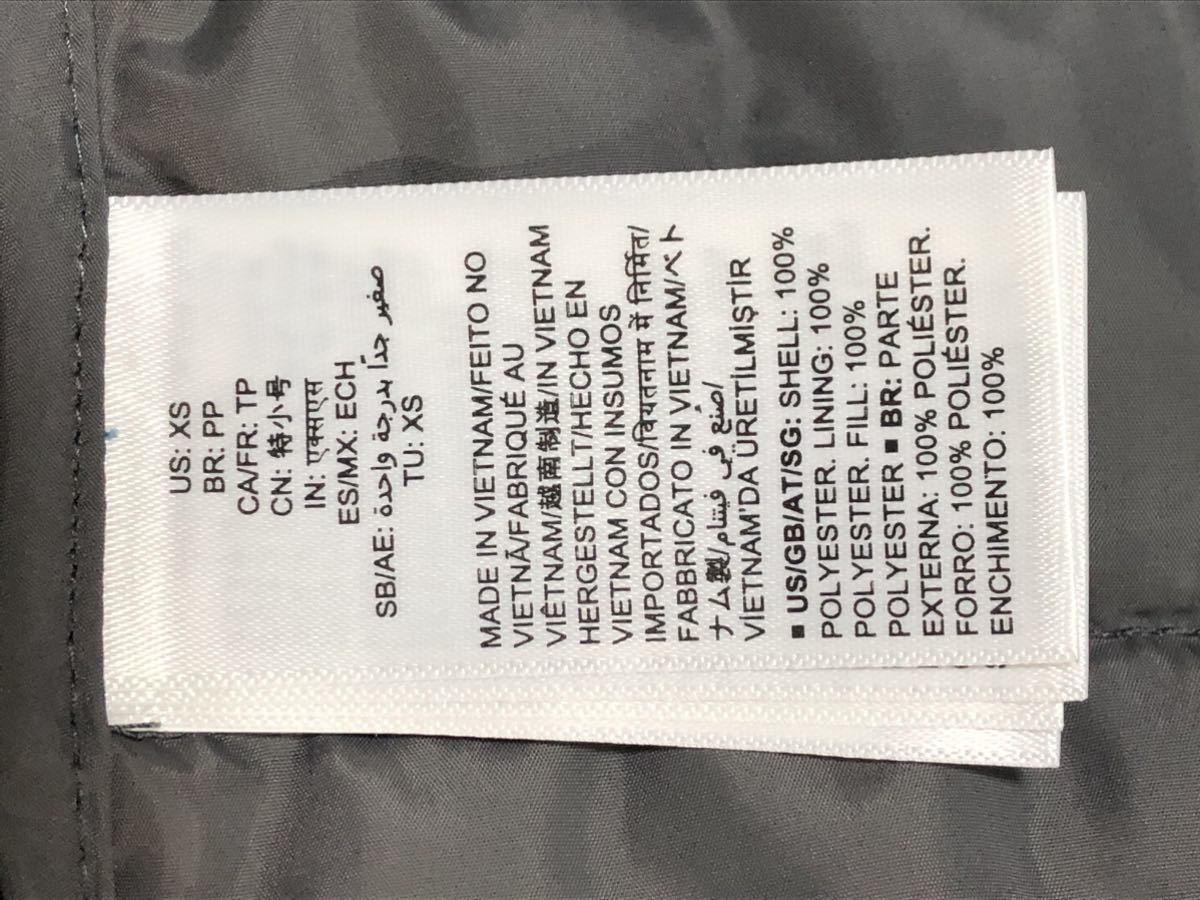 US: XS
BR: PP
CA/FR: TP
CN: 特小号
IN: एक्सएस
ES/MX: ECH
SB/AE: صغير جداً بدرجة واحدة
TU: XS
MADE IN VIETNAM/FEITO NO
VIETNÃ/FABRIQUÉ AU
VIÊTNAM/越南制造/IN VIETNAM
HERGESTELLT/HECHO EN
VIETNAM CON INSUMOS
IMPORTADOS/वियतनाम में निर्मित/
FABBRICATO IN VIETNAM/ベト
ナム製/صُنِع في فيتنام/
VIETNAM'DA ÜRETİLMİŞTİR
▪ US/GB/AT/SG: SHELL: 100%
POLYESTER. LINING: 100%
POLYESTER. FILL: 100%
POLYESTER ▪ BR: PARTE
EXTERNA: 100% POLIÉSTER.
FORRO: 100% POLIÉSTER.
ENCHIMENTO: 100%